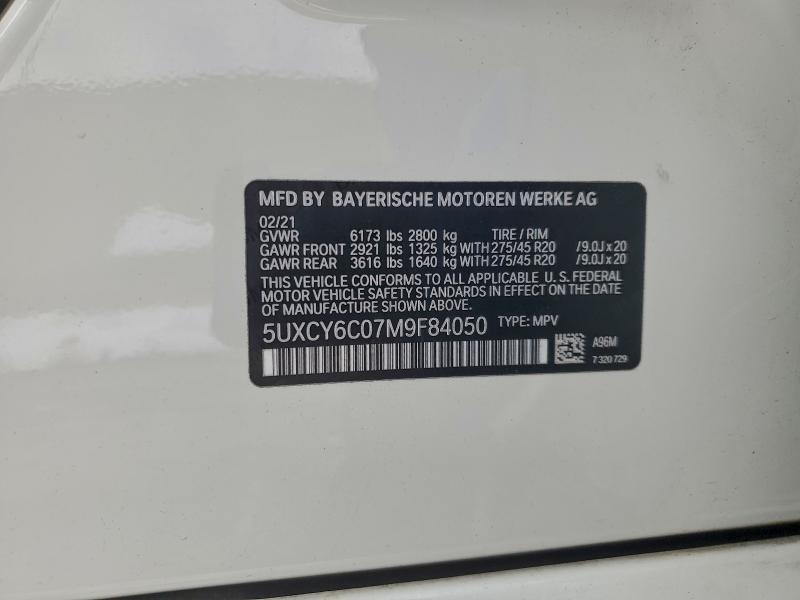 MFD BY BAYERISCHE MOTOREN WERKE AG
02/21
GVWR 6173 lbs 2800 kg TIRE / RIM
GAWR FRONT 2921 lbs 1325 kg WITH 275/45 R20 /9.0J x 20
GAWR REAR 3616 lbs 1640 kg WITH 275/45 R20 /9.0J x 20
THIS VEHICLE CONFORMS TO ALL APPLICABLE U.S. FEDERAL
MOTOR VEHICLE SAFETY STANDARDS IN EFFECT ON THE DATE
OF MANUFACTURE SHOWN ABOVE.
5UXCY6C07M9F84050 TYPE: MPV
A96M
7 320 729